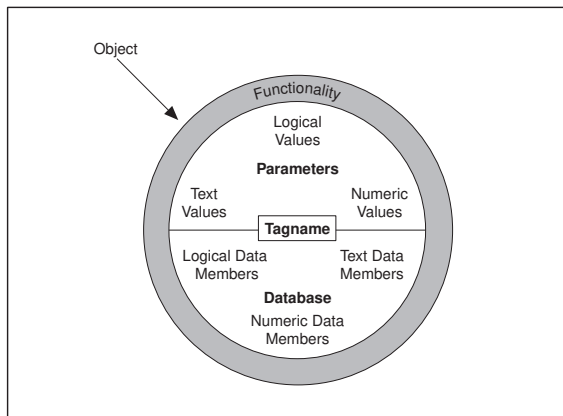 Object
Functionality
Logical
Values
Parameters
Text
Values
Numeric
Values
Tagname
Logical Data
Members
Text Data
Members
Database
Numeric Data
Members